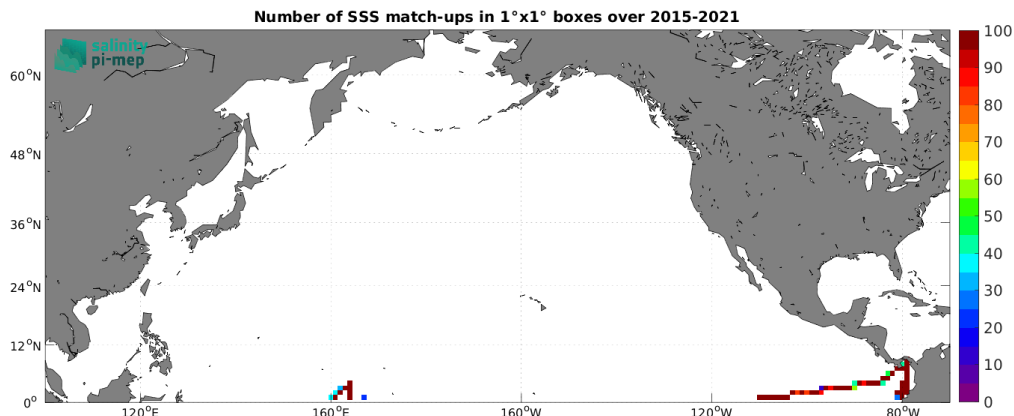 Number of SSS match-ups in 1°x1° boxes over 2015-2021
salinity
pi-mep
60°N
48°N
36°N
24°N
12°N
0°
120°E
160°E
160°W
120°W
80°W
100
90
80
70
60
50
40
30
20
10
0